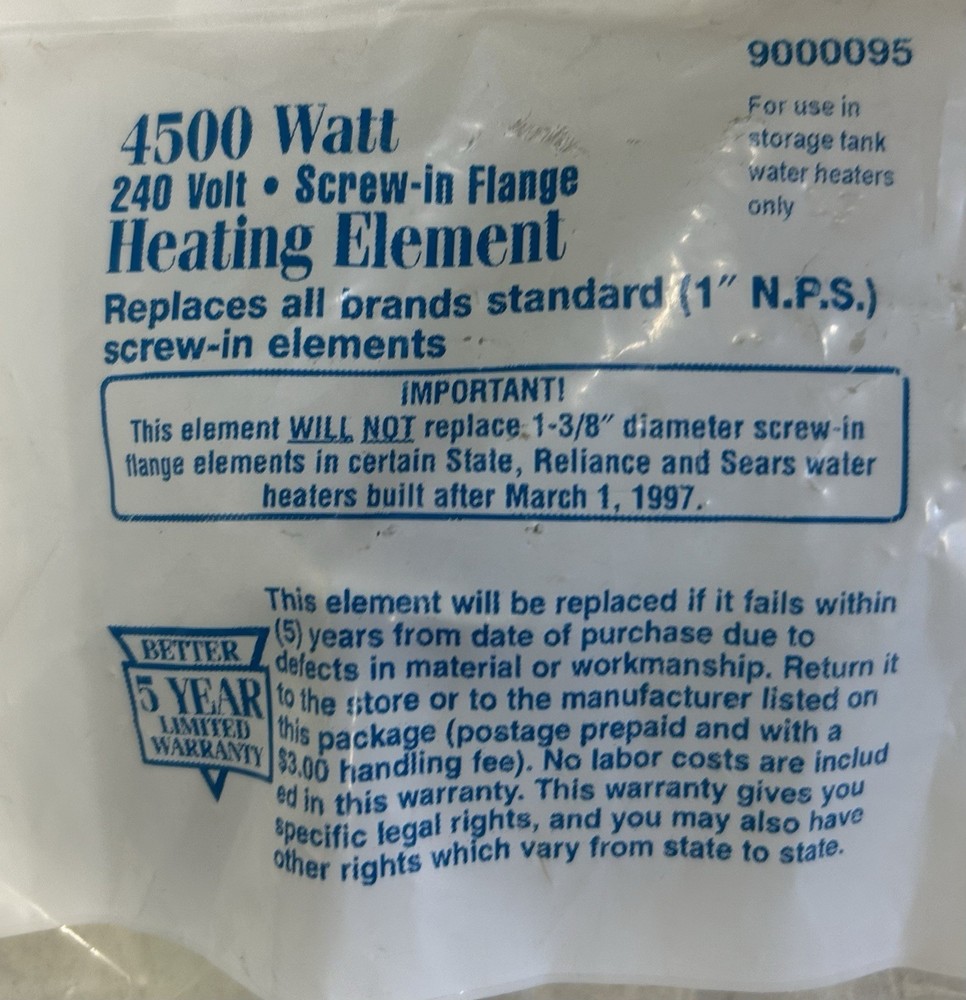 9000095
For use in
storage tank
water heaters
only
4500 Watt
240 Volt • Screw-in Flange
Heating Element
Replaces all brands standard (1" N.P.S.)
screw-in elements
IMPORTANT!
This element WILL NOT replace 1-3/8" diameter screw-in
flange elements in certain State, Reliance and Sears water
heaters built after March 1, 1997.
BETTER
5 YEAR
LIMITED
WARRANTY
This element will be replaced if it fails within
(5) years from date of purchase due to
defects in material or workmanship. Return it
to the store or to the manufacturer listed on
this package (postage prepaid and with a
$3.00 handling fee). No labor costs are includ
ed in this warranty. This warranty gives you
specific legal rights, and you may also have
other rights which vary from state to state.